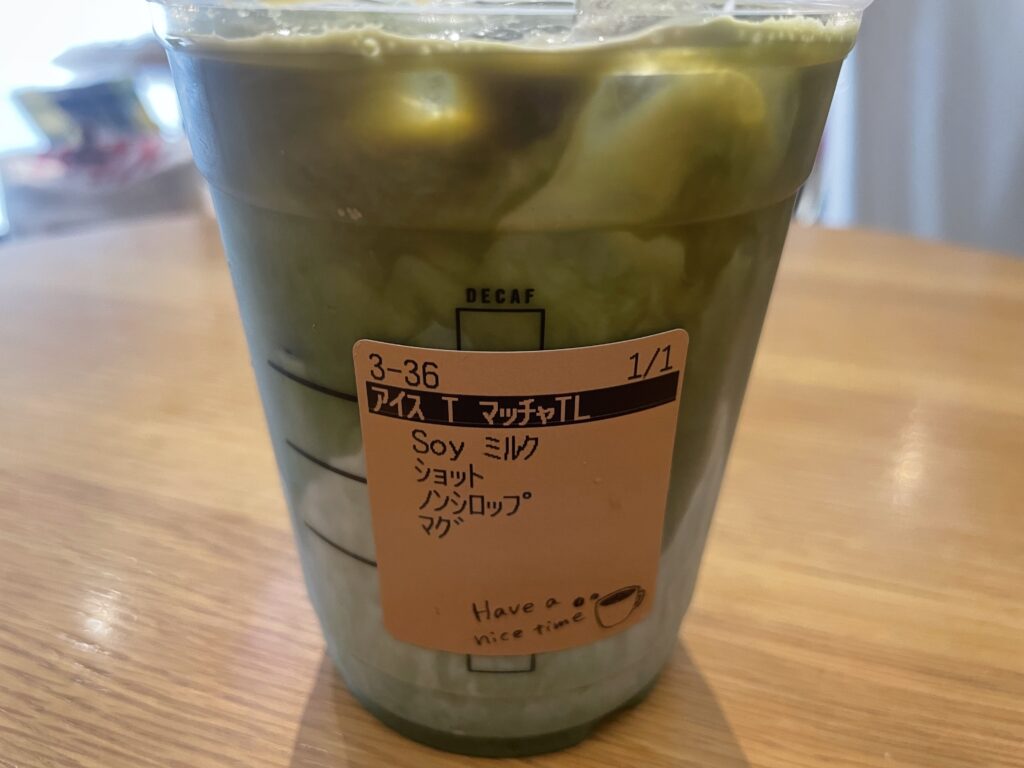 DECAF
3-36 1/1
アイス T マッチャTL
Soy ミルク
ショット
ノンシロップ
マグ
Have a
nice time